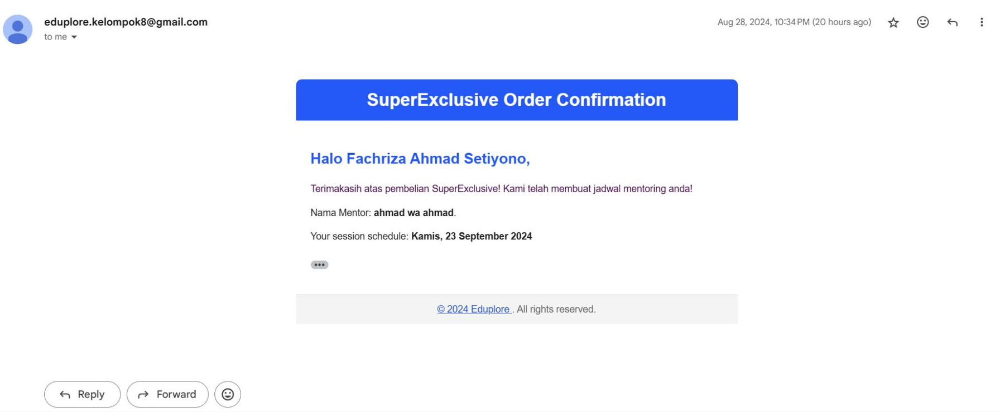 eduplore.kelompok8@gmail.com
Aug 28, 2024, 10:34 PM (20 hours ago)
to me
SuperExclusive Order Confirmation
Halo Fachriza Ahmad Setiyono,
Terimakasih atas pembelian SuperExclusive! Kami telah membuat jadwal mentoring anda!
Nama Mentor: ahmad wa ahmad.
Your session schedule: Kamis, 23 September 2024
© 2024 Eduplore . All rights reserved.
Reply Forward